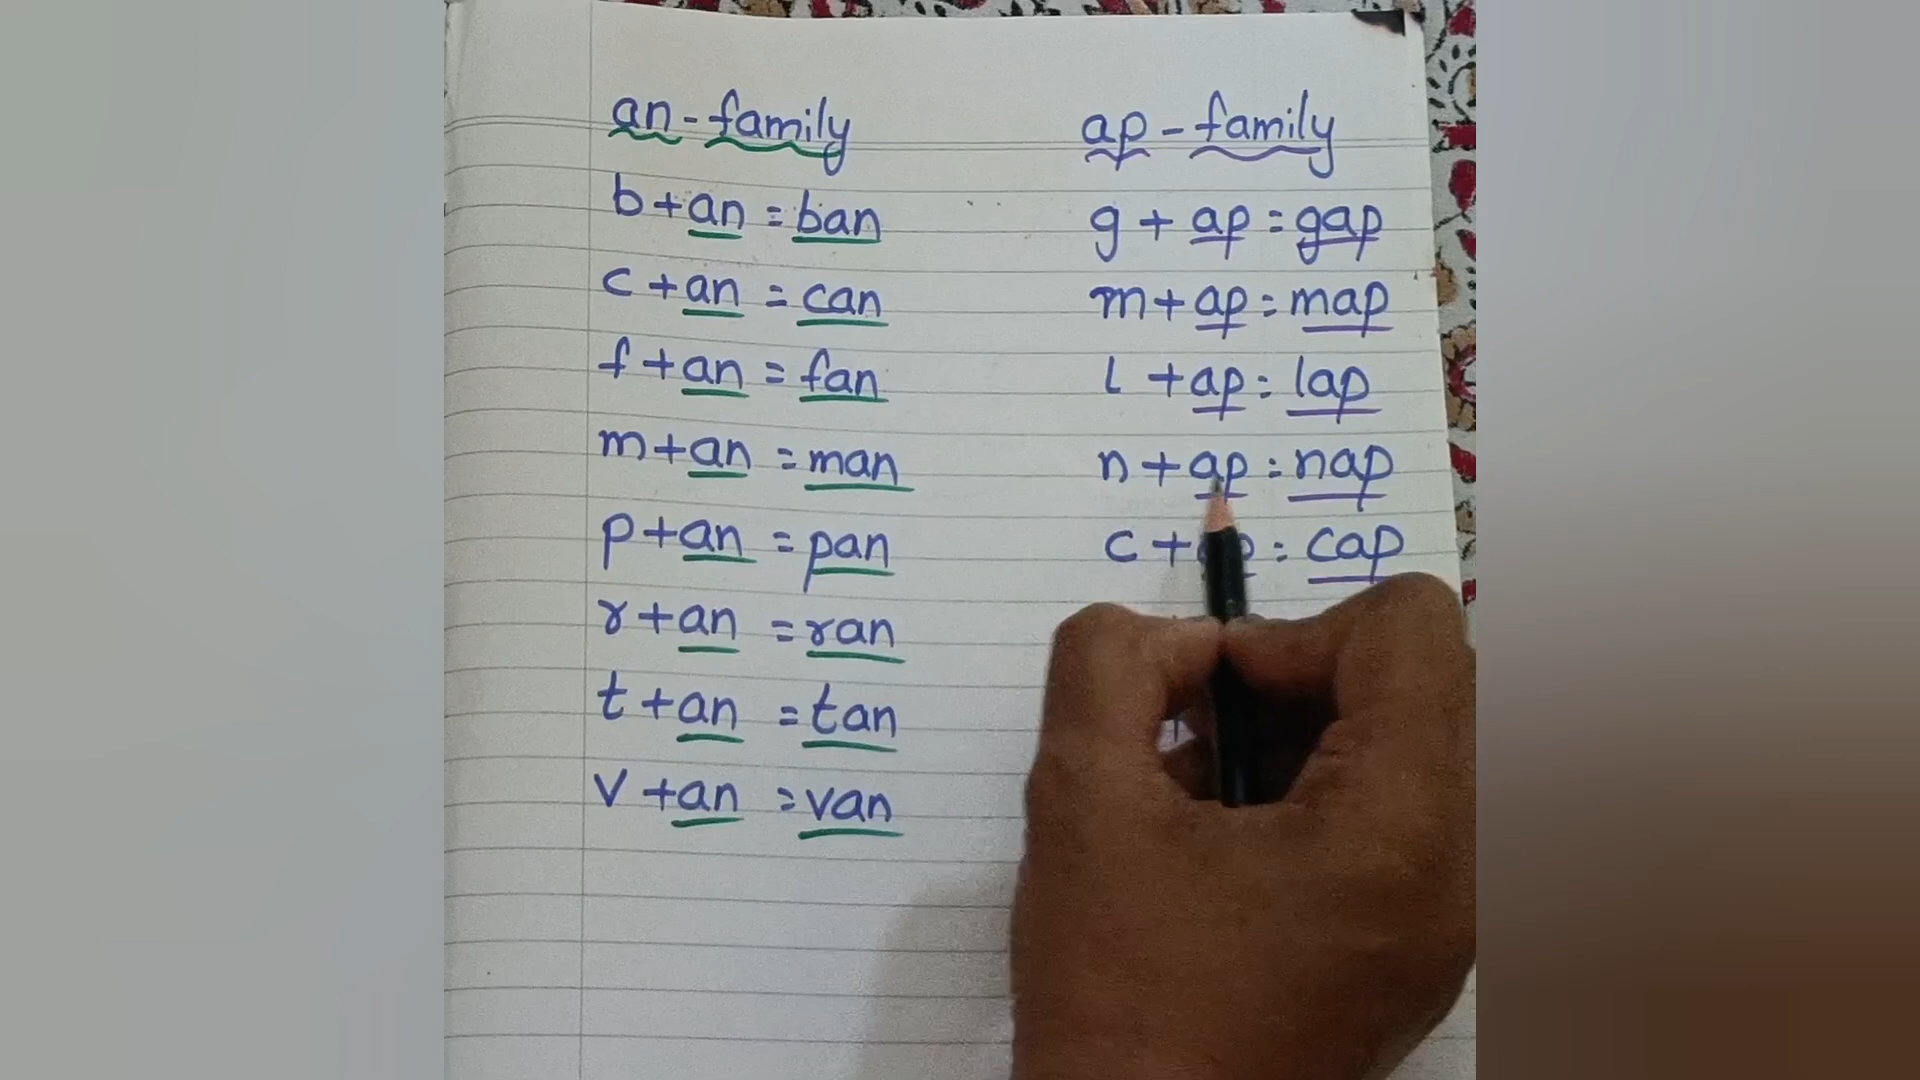 an-family
b+an=ban
c+an=can
f+an=fan
m+an=man
p+an=pan
r+an=ran
t+an=tan
v+an=van
ap-family
g+ap=gap
m+ap=map
l+ap=lap
n+ap=nap
c+ap=cap